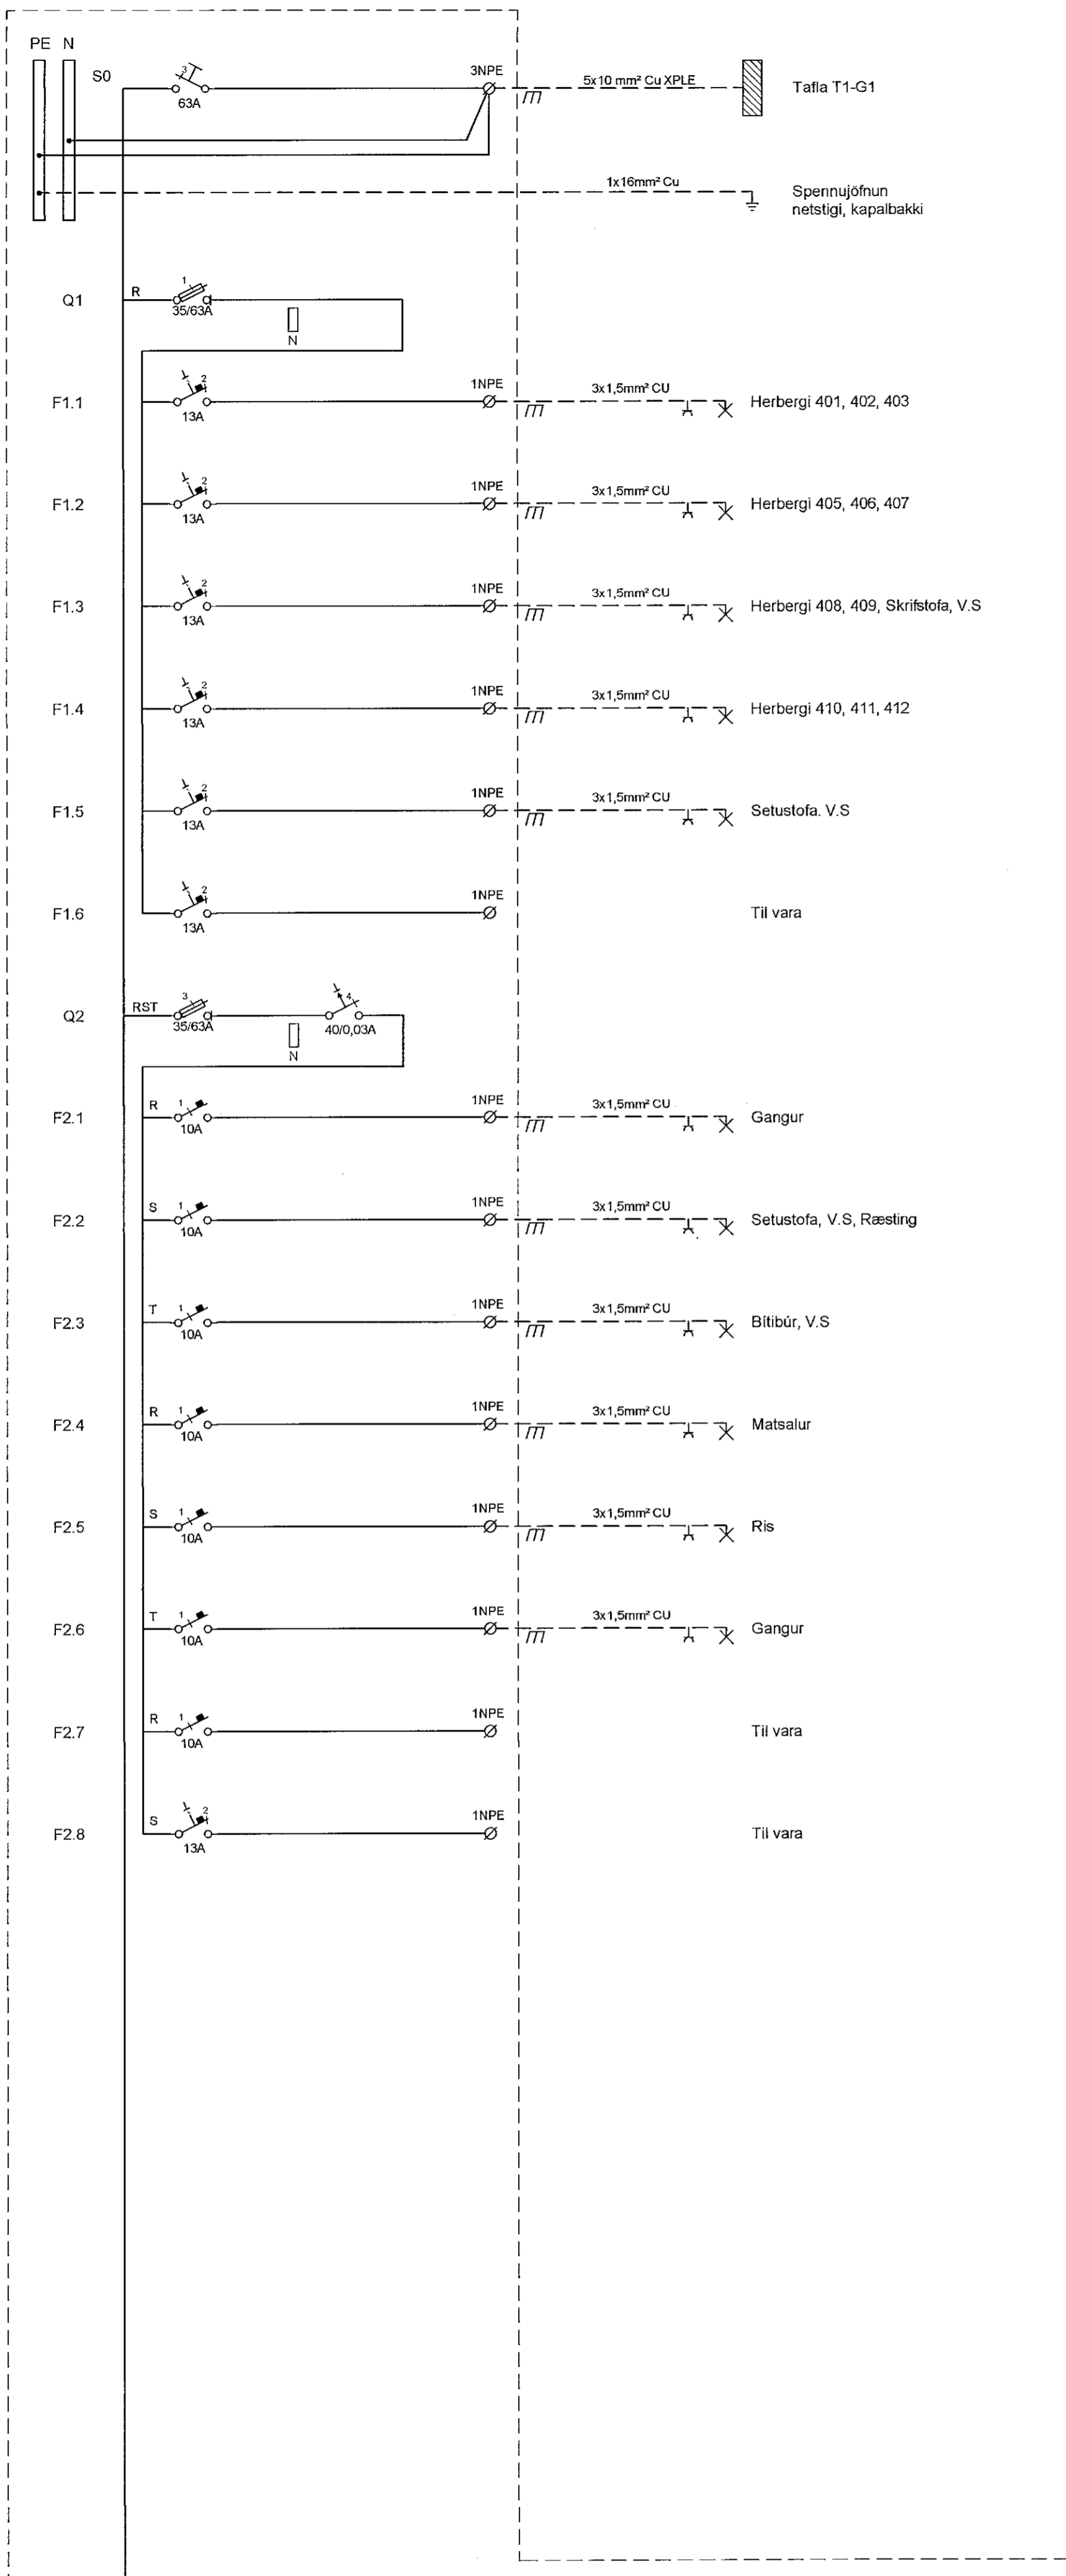 PE N
S0
3
63A
3NPE
5x10 mm² Cu XPLE
Tafla T1-G1
1x16mm² Cu
Spennujöfnun
netstigi, kapalbakki
Q1
R
1
35/63A
N
F1.1
2
13A
1NPE
3x1,5mm² CU
Herbergi 401, 402, 403
F1.2
2
13A
1NPE
3x1,5mm² CU
Herbergi 405, 406, 407
F1.3
2
13A
1NPE
3x1,5mm² CU
Herbergi 408, 409, Skrifstofa, V.S
F1.4
2
13A
1NPE
3x1,5mm² CU
Herbergi 410, 411, 412
F1.5
2
13A
1NPE
3x1,5mm² CU
Setustofa. V.S
F1.6
2
13A
1NPE
Til vara
Q2
RST
3
35/63A
N
4
40/0,03A
F2.1
R
1
10A
1NPE
3x1,5mm² CU
Gangur
F2.2
S
1
10A
1NPE
3x1,5mm² CU
Setustofa, V.S, Ræsting
F2.3
T
1
10A
1NPE
3x1,5mm² CU
Bítibúr, V.S
F2.4
R
1
10A
1NPE
3x1,5mm² CU
Matsalur
F2.5
S
1
10A
1NPE
3x1,5mm² CU
Ris
F2.6
T
1
10A
1NPE
3x1,5mm² CU
Gangur
F2.7
R
1
10A
1NPE
Til vara
F2.8
S
2
13A
1NPE
Til vara